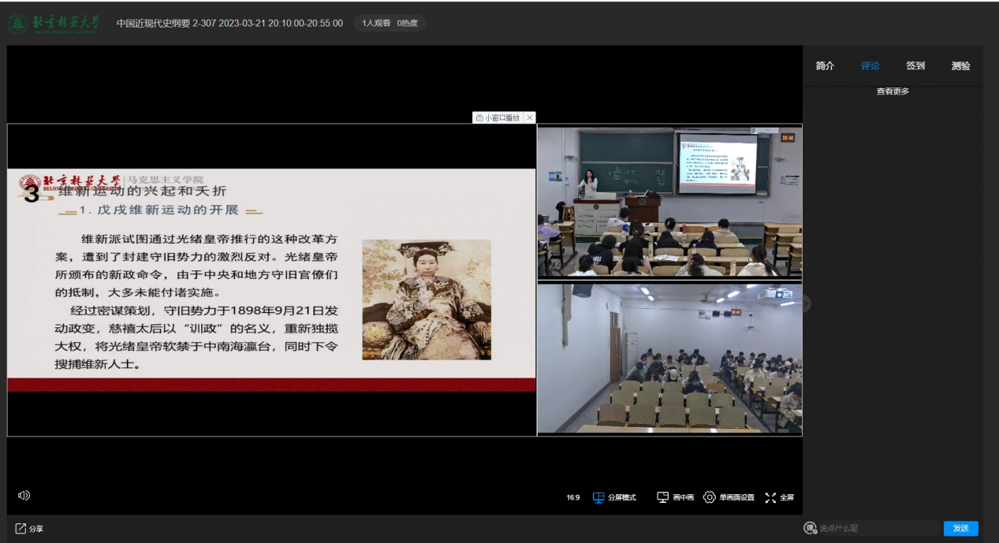 北京林业大学
中国近现代史纲要 2-307 2023-03-21 20:10:00-20:55:00
1人观看 0热度
简介 评论 签到 测验
查看更多
小窗口播放
北京林业大学 马克思主义学院
3 维新运动的兴起和夭折
1. 戊戌维新运动的开展
维新派试图通过光绪皇帝推行的这种改革方
案，遭到了封建守旧势力的激烈反对。光绪皇帝
所颁布的新政命令，由于中央和地方守旧官僚们
的抵制，大多未能付诸实施。
经过密谋策划，守旧势力于1898年9月21日发
动政变，慈禧太后以“训政”的名义，重新独揽
大权，将光绪皇帝软禁于中南海瀛台，同时下令
搜捕维新人士。
20:40
16:9 分屏模式 画中画 单画面设置 全屏
分享
弹 说点什么呢 发送